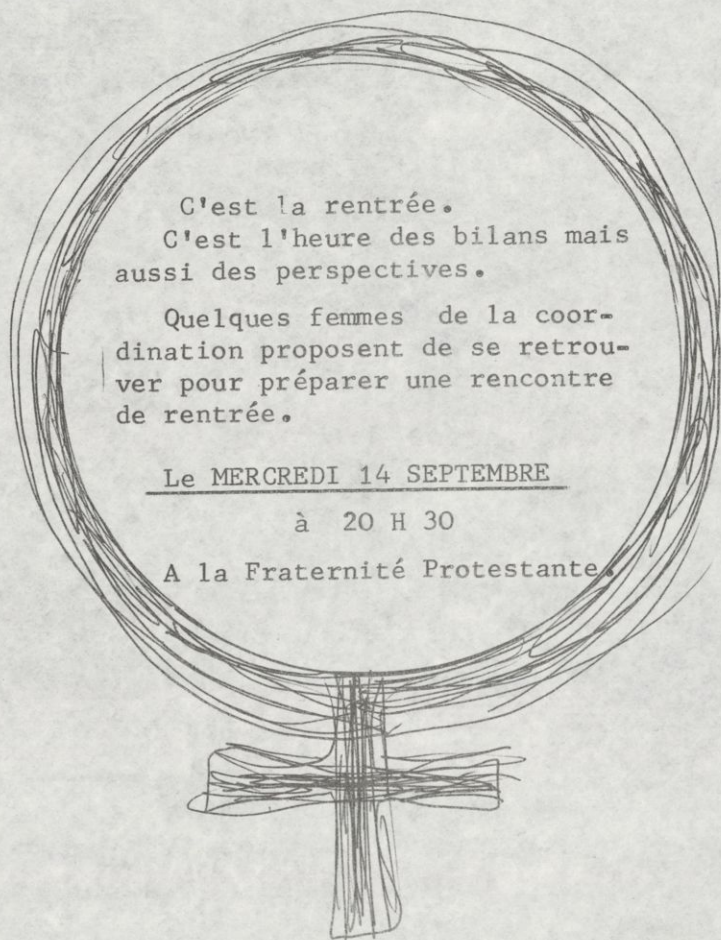 C'est la rentrée.
C'est l'heure des bilans mais
aussi des perspectives.
Quelques femmes de la coor-
dination proposent de se retrou-
ver pour préparer une rencontre
de rentrée.
Le MERCREDI 14 SEPTEMBRE
à 20 H 30
A la Fraternité Protestante.